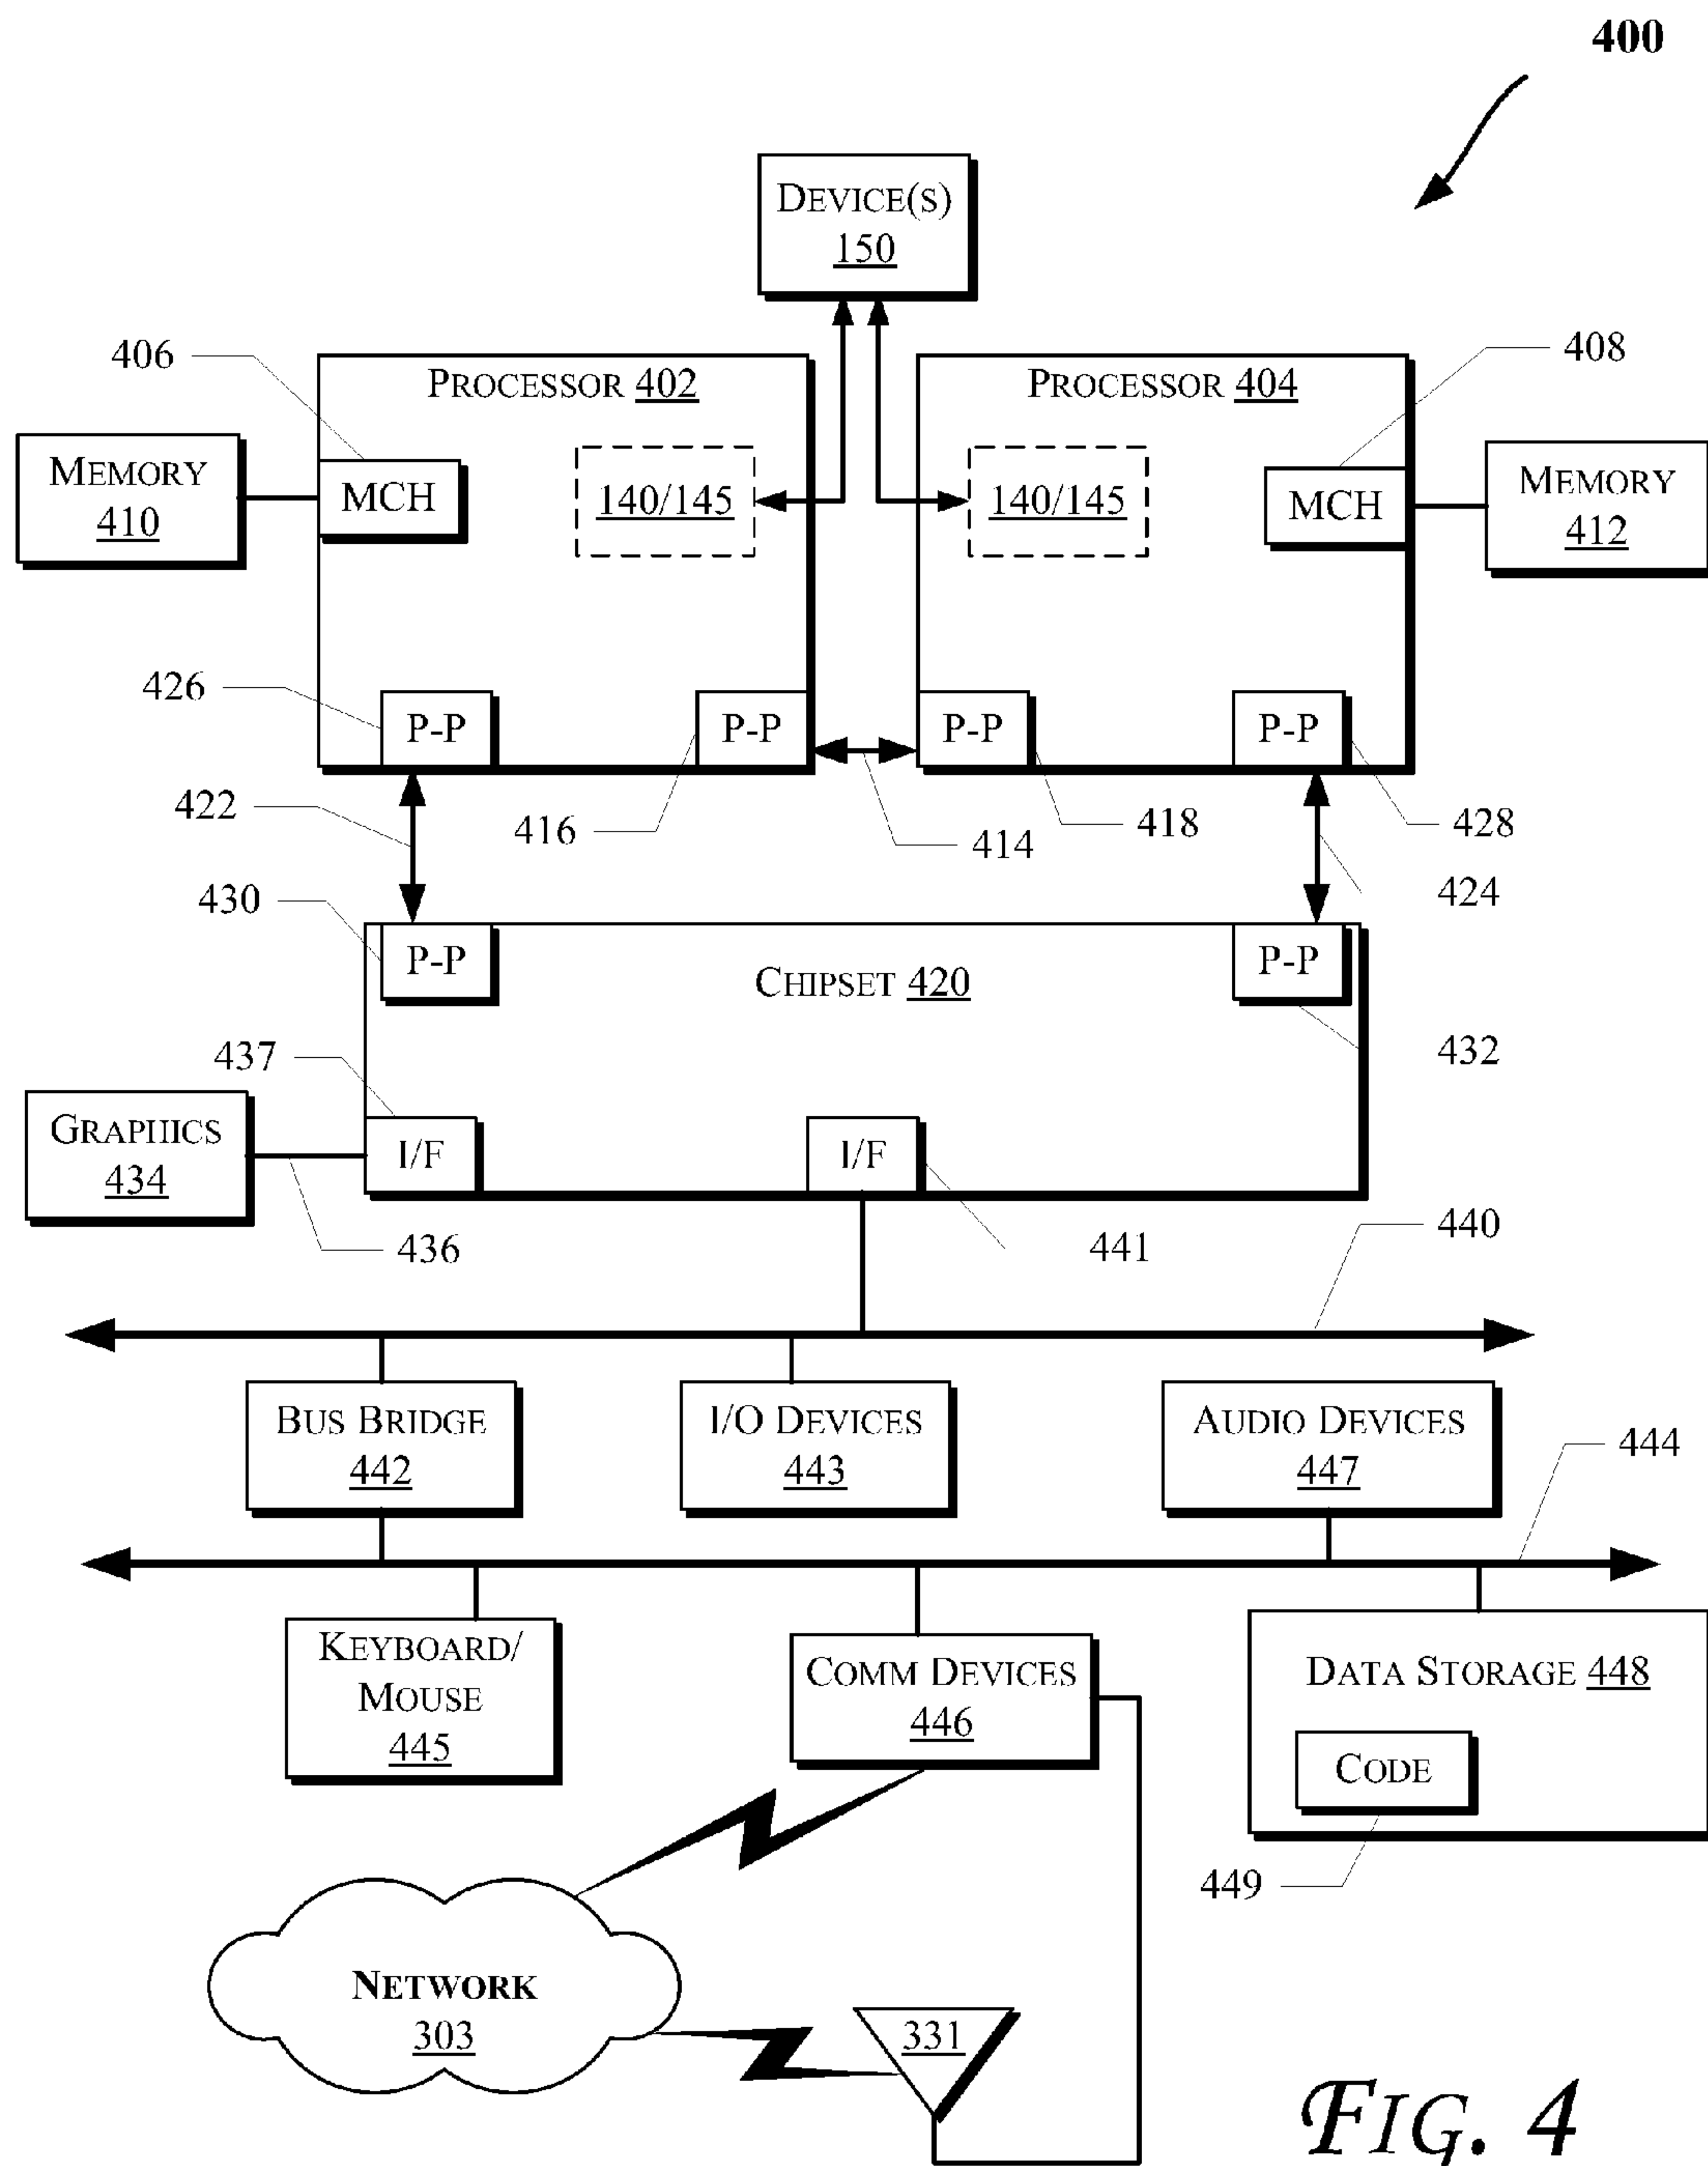 400
DEVICE(S)
150
406
PROCESSOR 402
PROCESSOR 404
408
MEMORY
410
MCH
140/145
140/145
MCH
MEMORY
412
426
P-P
P-P
P-P
P-P
422
416
414
418
428
430
424
P-P
CHIPSET 420
P-P
437
432
GRAPHICS
434
I/F
I/F
436
441
440
BUS BRIDGE
442
I/O DEVICES
443
AUDIO DEVICES
447
444
KEYBOARD/
MOUSE
445
COMM DEVICES
446
DATA STORAGE 448
CODE
449
NETWORK
303
331
FIG. 4